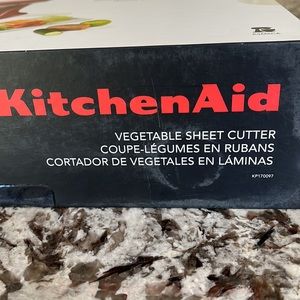 KitchenAid
VEGETABLE SHEET CUTTER
COUPE-LÉGUMES EN RUBANS
CORTADOR DE VEGETALES EN LÁMINAS
KP170097